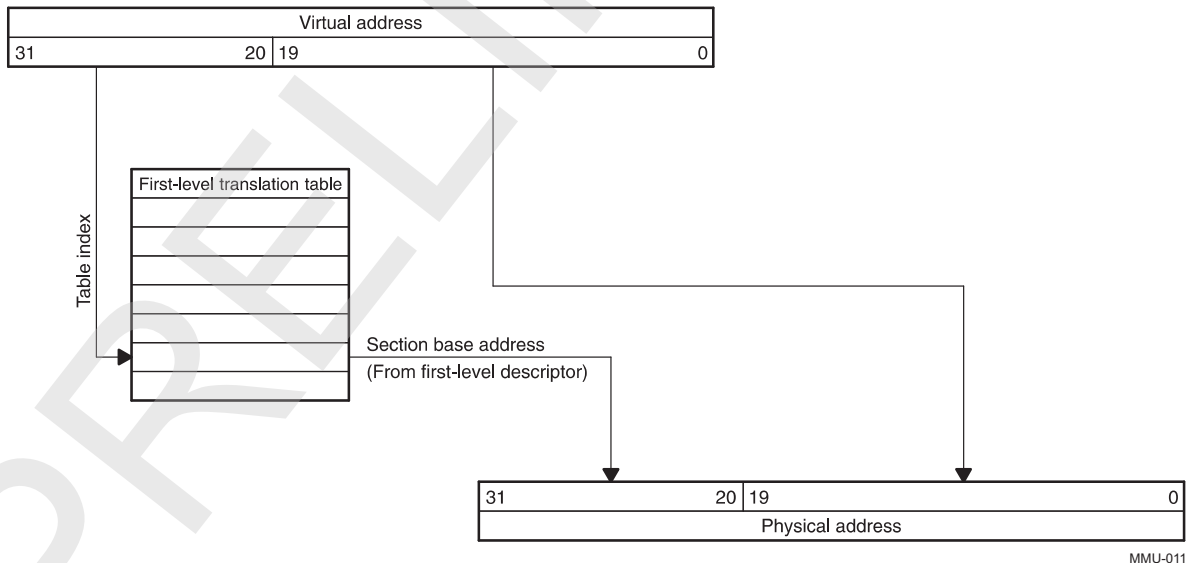 Virtual address
31 20 19 0
First-level translation table
Table index
Section base address
(From first-level descriptor)
31 20 19 0
Physical address
MMU-011
PRELI